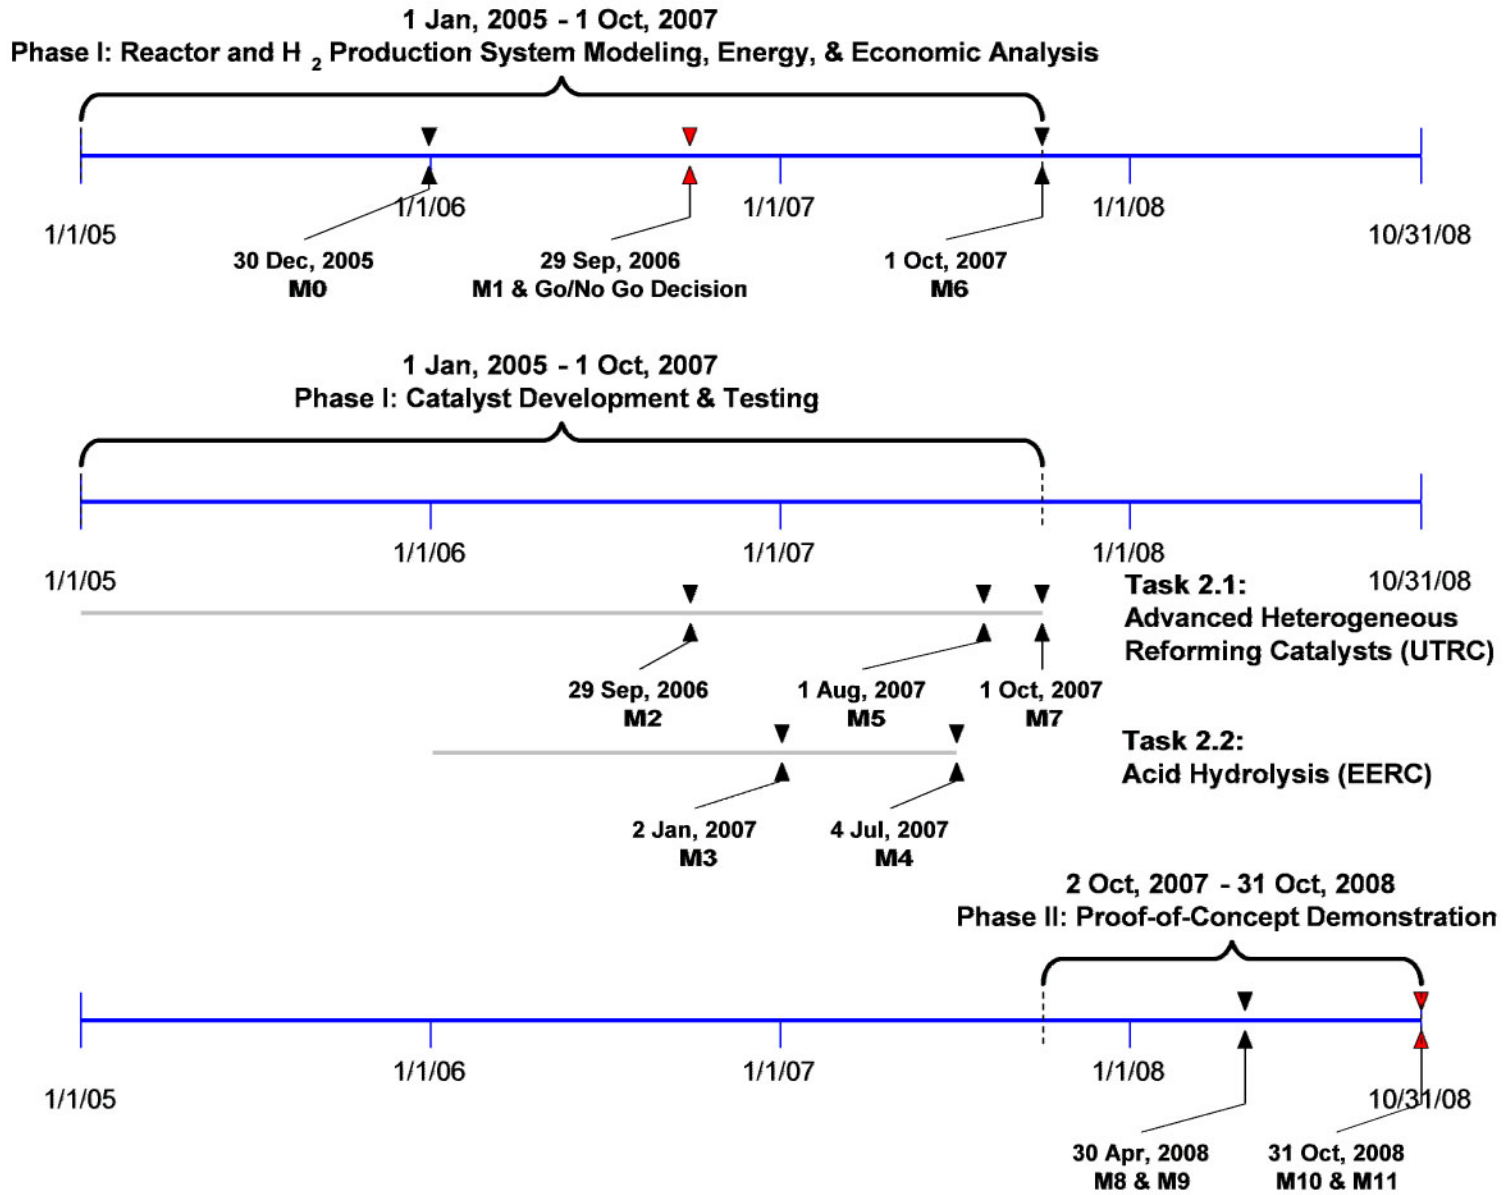 1 Jan, 2005 - 1 Oct, 2007
Phase I: Reactor and H 2 Production System Modeling, Energy, & Economic Analysis
1/1/06
1/1/07
1/1/08
1/1/05
10/31/08
30 Dec, 2005
M0
29 Sep, 2006
M1 & Go/No Go Decision
1 Oct, 2007
M6
1 Jan, 2005 - 1 Oct, 2007
Phase I: Catalyst Development & Testing
1/1/06
1/1/07
1/1/08
1/1/05
10/31/08
Task 2.1:
Advanced Heterogeneous
Reforming Catalysts (UTRC)
29 Sep, 2006
M2
1 Aug, 2007
M5
1 Oct, 2007
M7
Task 2.2:
Acid Hydrolysis (EERC)
2 Jan, 2007
M3
4 Jul, 2007
M4
2 Oct, 2007 - 31 Oct, 2008
Phase II: Proof-of-Concept Demonstration
1/1/06
1/1/07
1/1/08
1/1/05
10/31/08
30 Apr, 2008
M8 & M9
31 Oct, 2008
M10 & M11